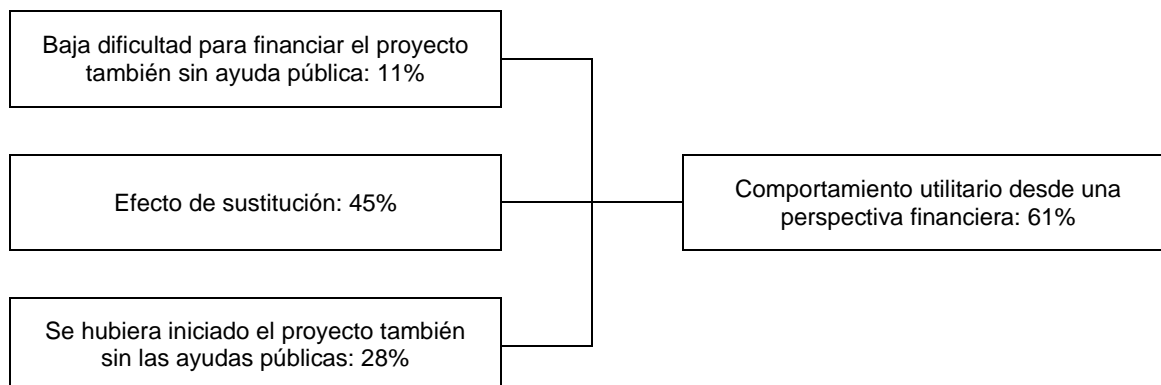 Baja dificultad para financiar el proyecto
también sin ayuda pública: 11%
Efecto de sustitución: 45%
Comportamiento utilitario desde una
perspectiva financiera: 61%
Se hubiera iniciado el proyecto también
sin las ayudas públicas: 28%